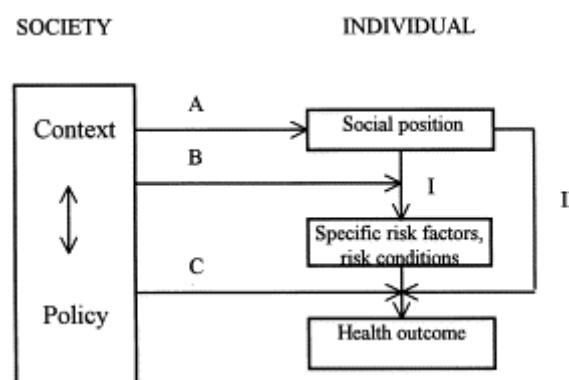 SOCIETY
INDIVIDUAL
A
Context
Social position
B
I
I
Specific risk factors,
risk conditions
C
Policy
Health outcome